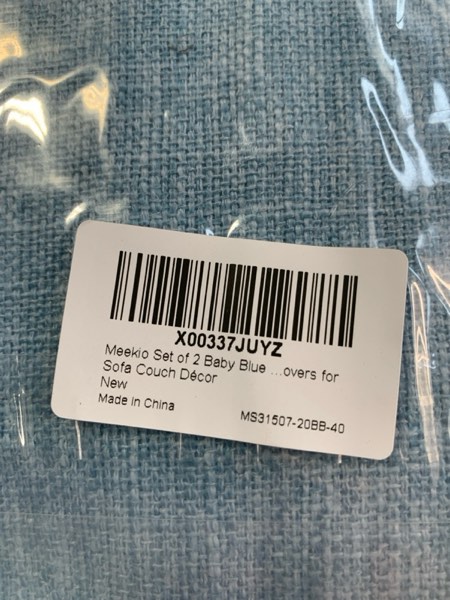 X00337JUYZ
Meekio Set of 2 Baby Blue ...overs for
Sofa Couch Décor
New
Made in China
MS31507-20BB-40